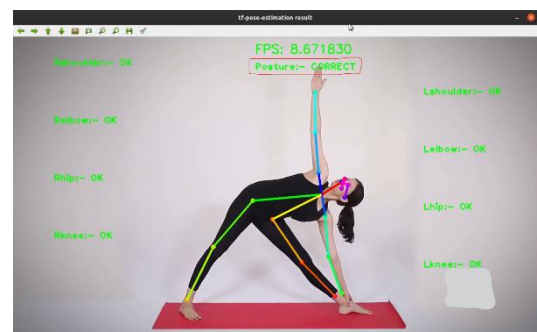 tf-pose-estimation result
FPS: 8.671830
Posture:- CORRECT
Rshoulder:- OK
Relbow:- OK
Rhip:- OK
Rknee:- OK
Lshoulder:- OK
Lelbow:- OK
Lhip:- OK
Lknee:- OK